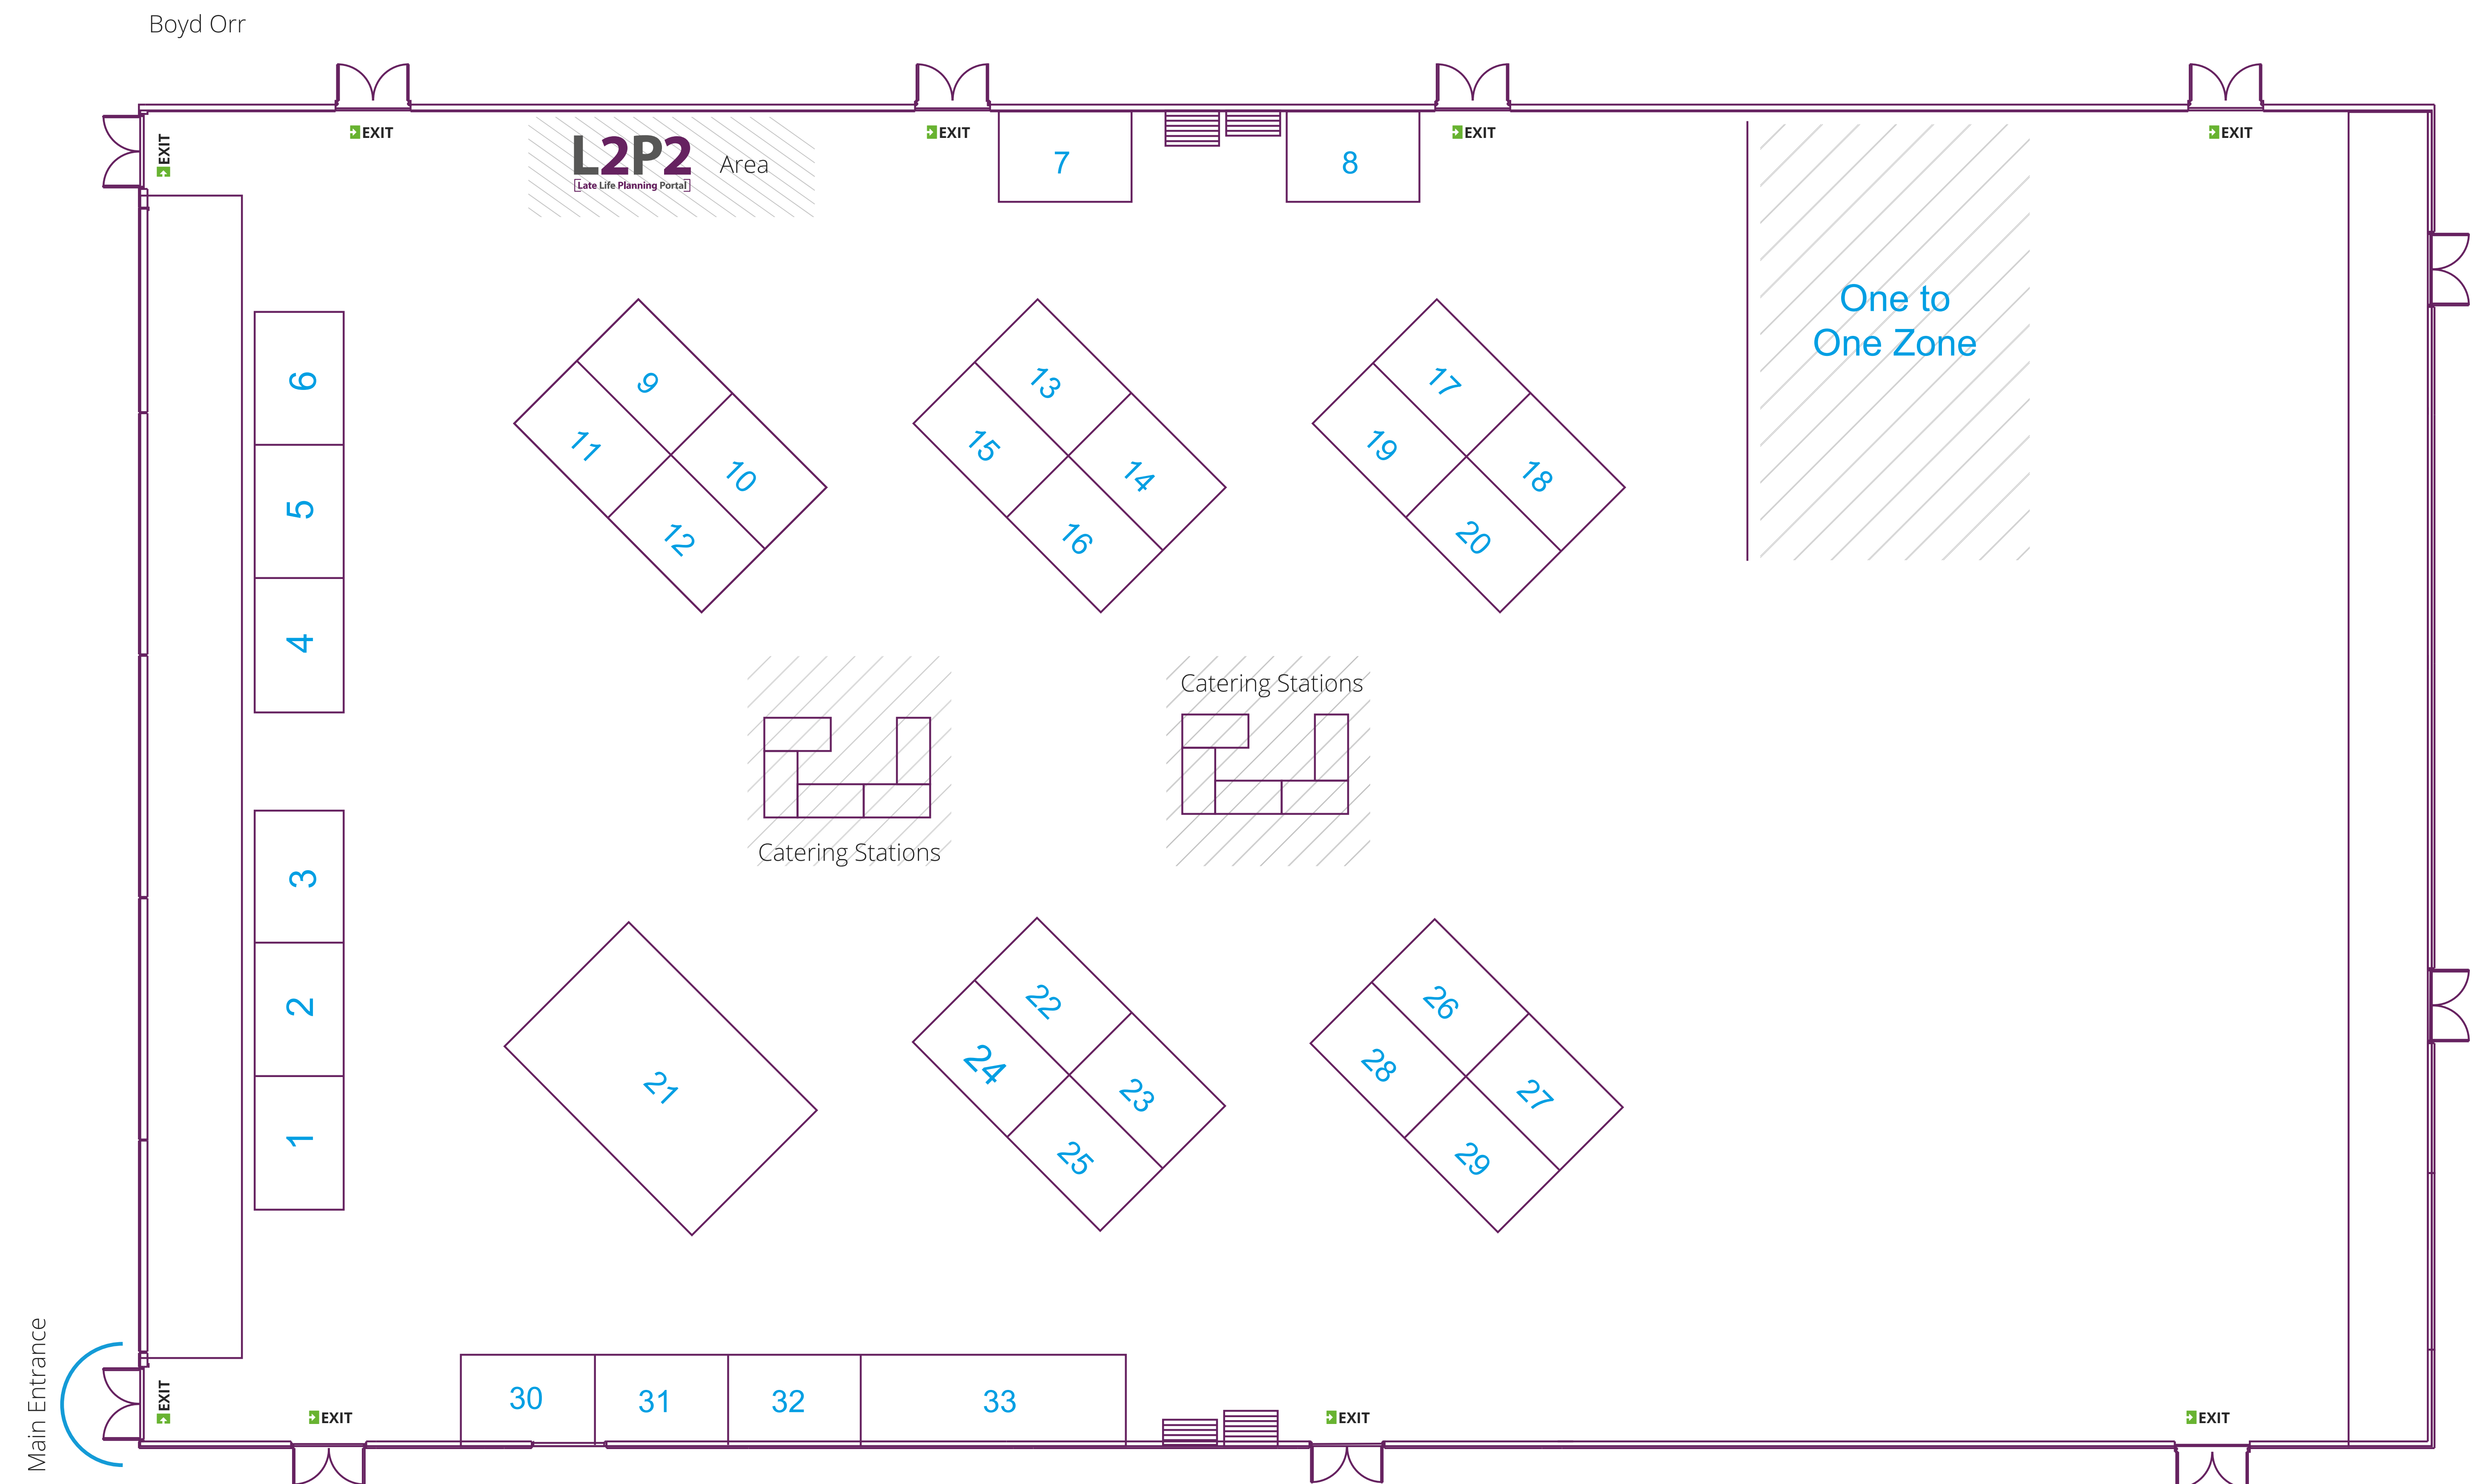 Boyd Orr
EXIT
EXIT
EXIT
EXIT
EXIT
L2P2
[Late Life Planning Portal]
Area
7
8
One to
One Zone
6
5
4
9
11
10
12
13
15
14
16
17
19
18
20
Catering Stations
Catering Stations
3
2
1
21
22
24
23
25
26
28
27
29
Main Entrance
EXIT
EXIT
30
31
32
33
EXIT
EXIT